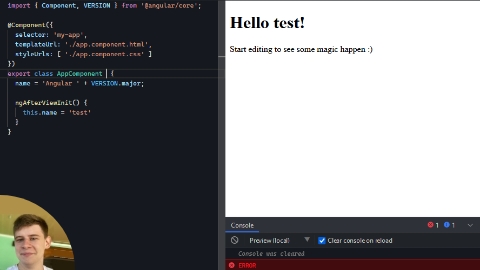 import { Component, VERSION } from '@angular/core';
@Component({
selector: 'my-app',
templateUrl: './app.component.html',
styleUrls: [ './app.component.css' ]
})
export class AppComponent {
name = 'Angular ' + VERSION.major;
ngAfterViewInit() {
this.name = 'test'
}
}
Hello test!
Start editing to see some magic happen :)
Console
1
1
Preview (local)
Clear console on reload
Console was cleared
ERROR